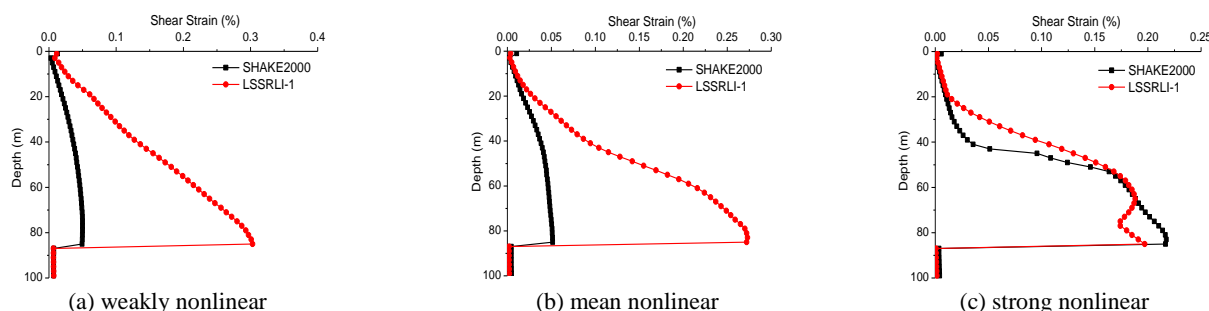 Shear Strain (%)
0.0 0.1 0.2 0.3 0.4
0
20
40
60
80
100
Depth (m)
SHAKE2000
LSSRLI-1
(a) weakly nonlinear
Shear Strain (%)
0.00 0.05 0.10 0.15 0.20 0.25 0.30
0
20
40
60
80
100
Depth (m)
SHAKE2000
LSSRLI-1
(b) mean nonlinear
Shear Strain (%)
0.00 0.05 0.10 0.15 0.20 0.25
0
20
40
60
80
100
Depth (m)
SHAKE2000
LSSRLI-1
(c) strong nonlinear